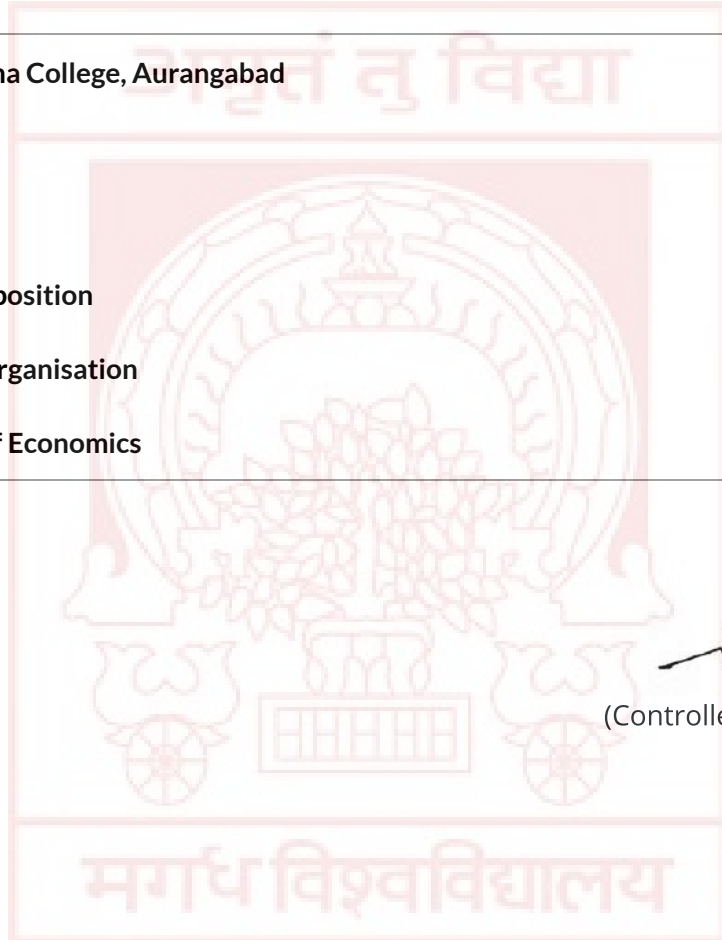 अमृतं तु विद्या
na College, Aurangabad
position
rganisation
f Economics
(Controlle
मगध विश्वविद्यालय